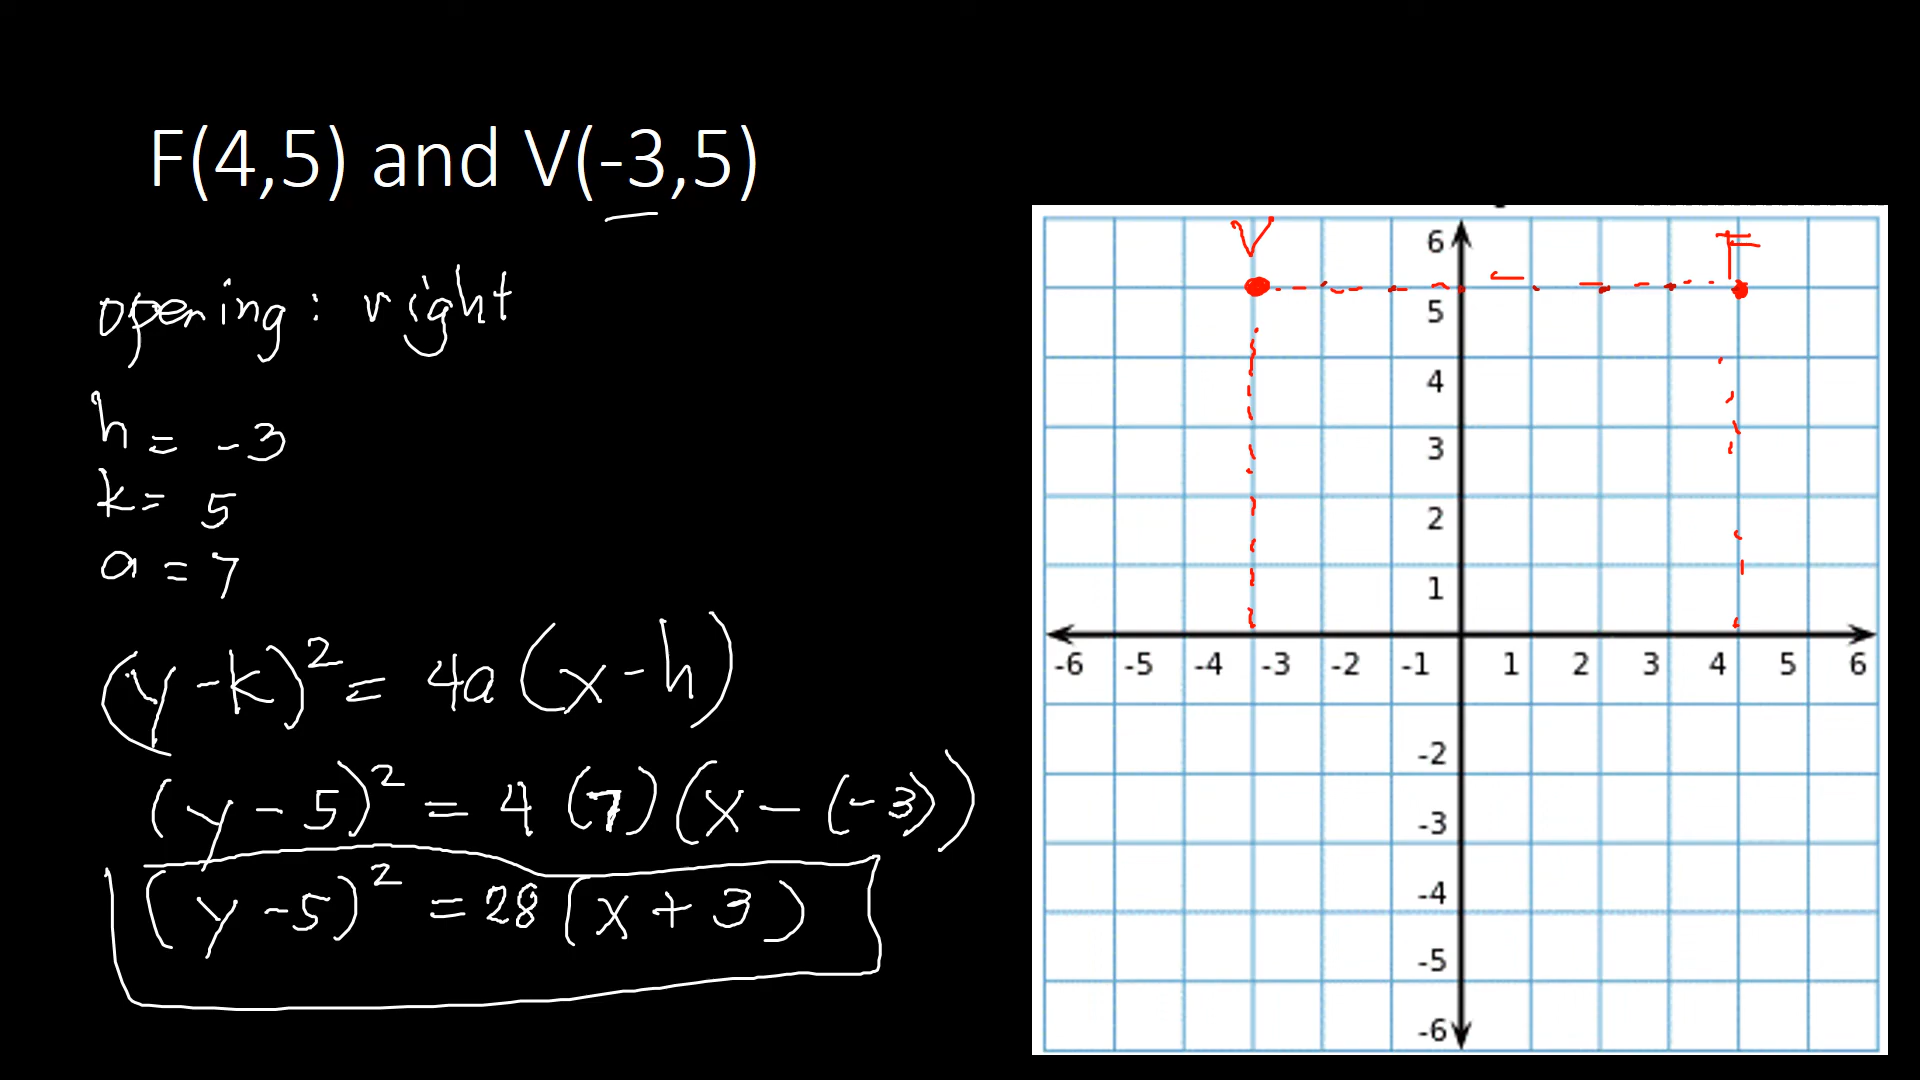 F(4,5) and V(-3,5)
opening: right
h = -3
k = 5
a = 7
(y-k)² = 4a(x-h)
(y-5)² = 4(7)(x-(-3))
(y-5)² = 28(x+3)
V F
6
5
4
3
2
1
-6 -5 -4 -3 -2 -1 1 2 3 4 5 6
-2
-3
-4
-5
-6